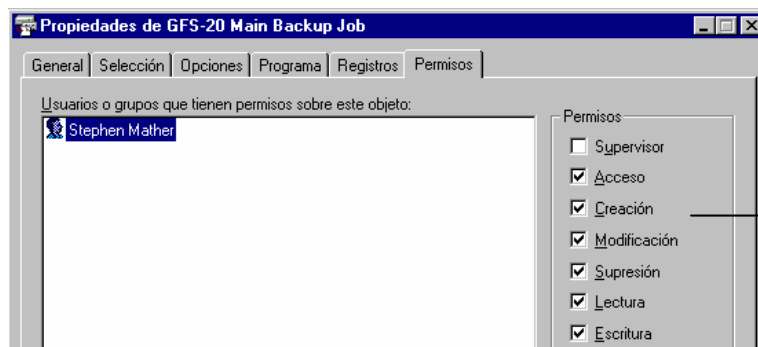 Propiedades de GFS-20 Main Backup Job
General Selección Opciones Programa Registros Permisos
Usuarios o grupos que tienen permisos sobre este objeto:
Stephen Mather
Permisos
Supervisor
Acceso
Creación
Modificación
Supresión
Lectura
Escritura